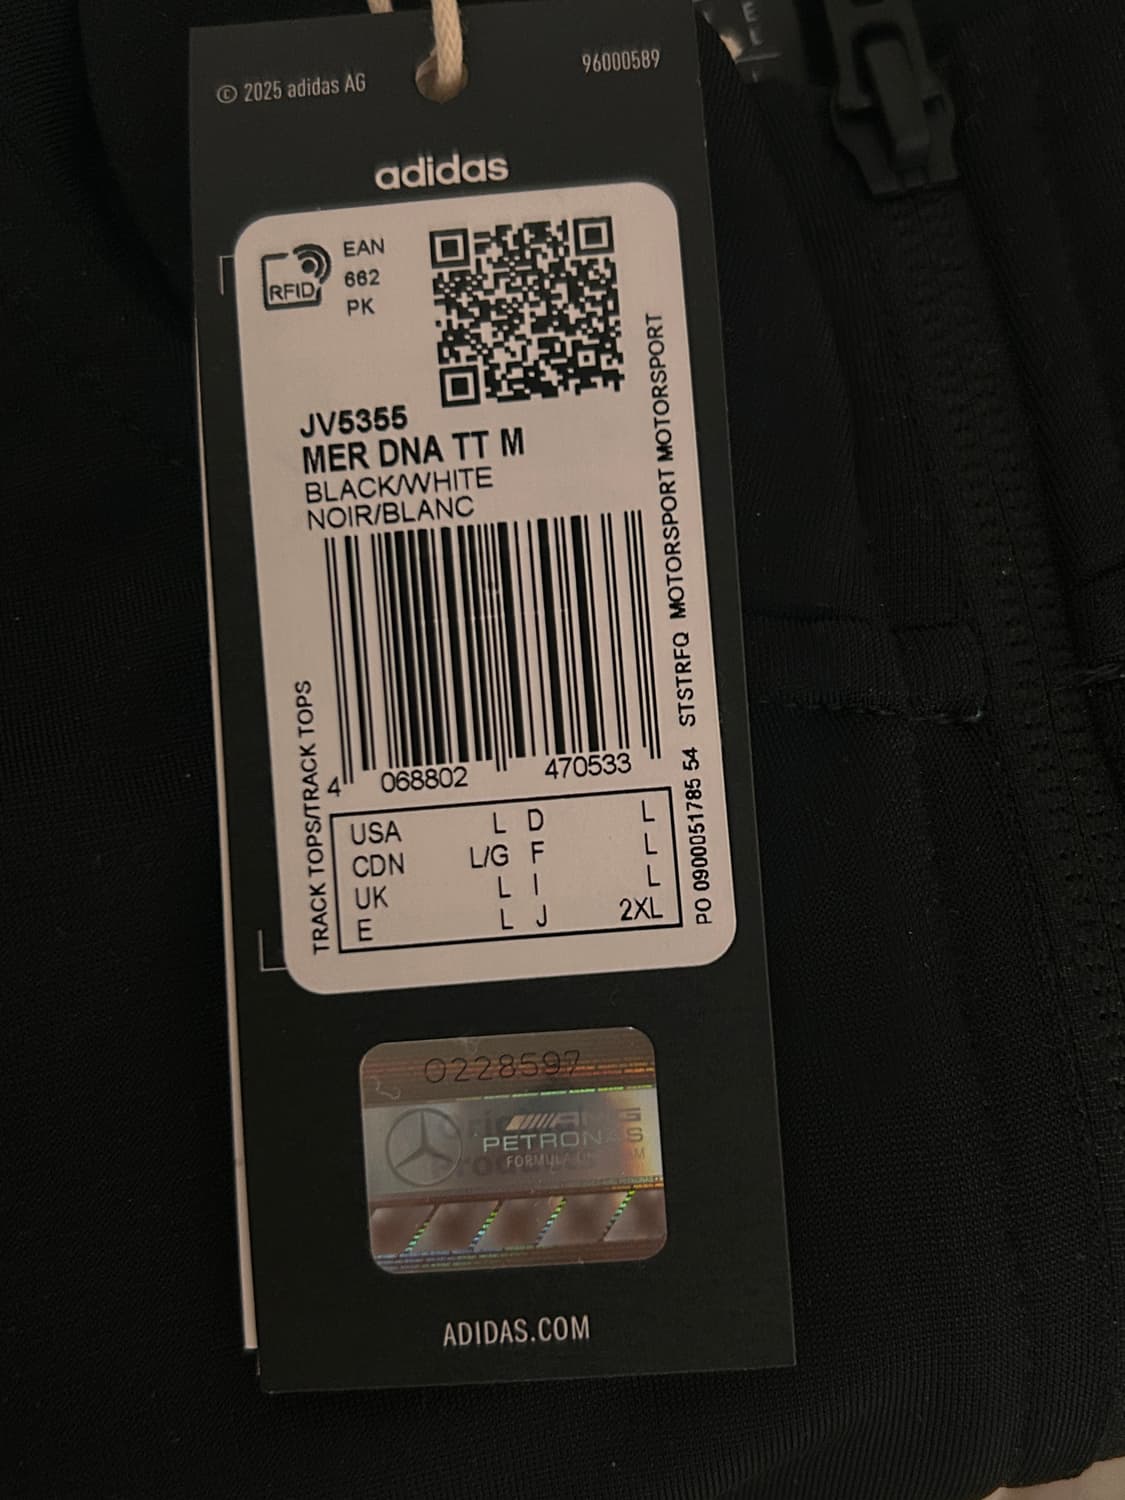 © 2025 adidas AG
96000589
adidas
RFID
EAN
662
PK
JV5355
MER DNA TT M
BLACK/WHITE
NOIR/BLANC
TRACK TOPS/TRACK TOPS
PO 0900051785 54 STSTRFQ MOTORSPORT MOTORSPORT
4 068802 470533
USA L D L
CDN L/G F L
UK L I L
E L J 2XL
0228597
PETRONAS
ADIDAS.COM